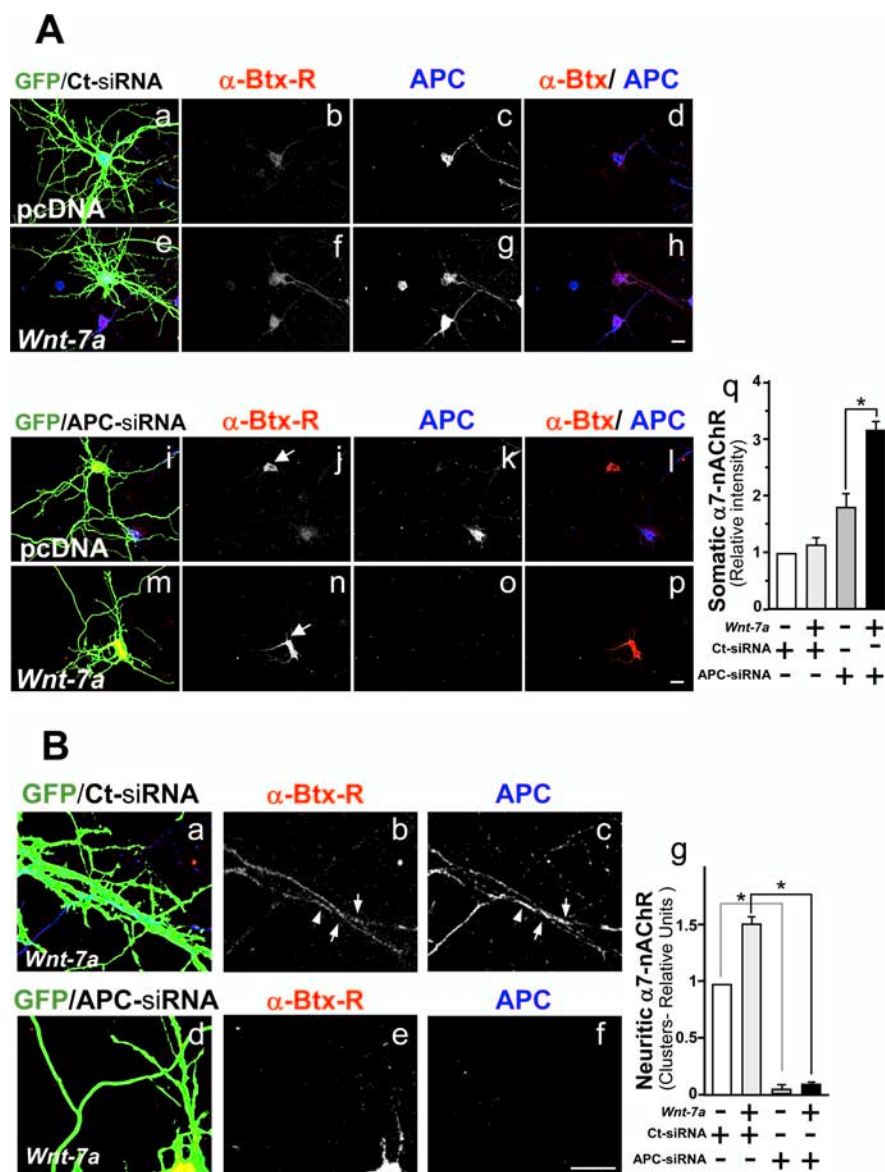 A
GFP/Ct-siRNA α-Btx-R APC α-Btx/ APC
a b c d
pcDNA
e f g h
Wnt-7a
GFP/APC-siRNA α-Btx-R APC α-Btx/ APC
i j k l
pcDNA
m n o p
Wnt-7a
q
*
4
3
2
1
0
Somatic α7-nAChR
(Relative intensity)
Wnt-7a - + - +
Ct-siRNA + + - -
APC-siRNA - - + +
B
GFP/Ct-siRNA α-Btx-R APC
a b c
Wnt-7a
GFP/APC-siRNA α-Btx-R APC
d e f
Wnt-7a
g
* *
1.5
1
0.5
0
Neuritic α7-nAChR
(Clusters- Relative Units )
Wnt-7a - + - +
Ct-siRNA + + - -
APC-siRNA - - + +